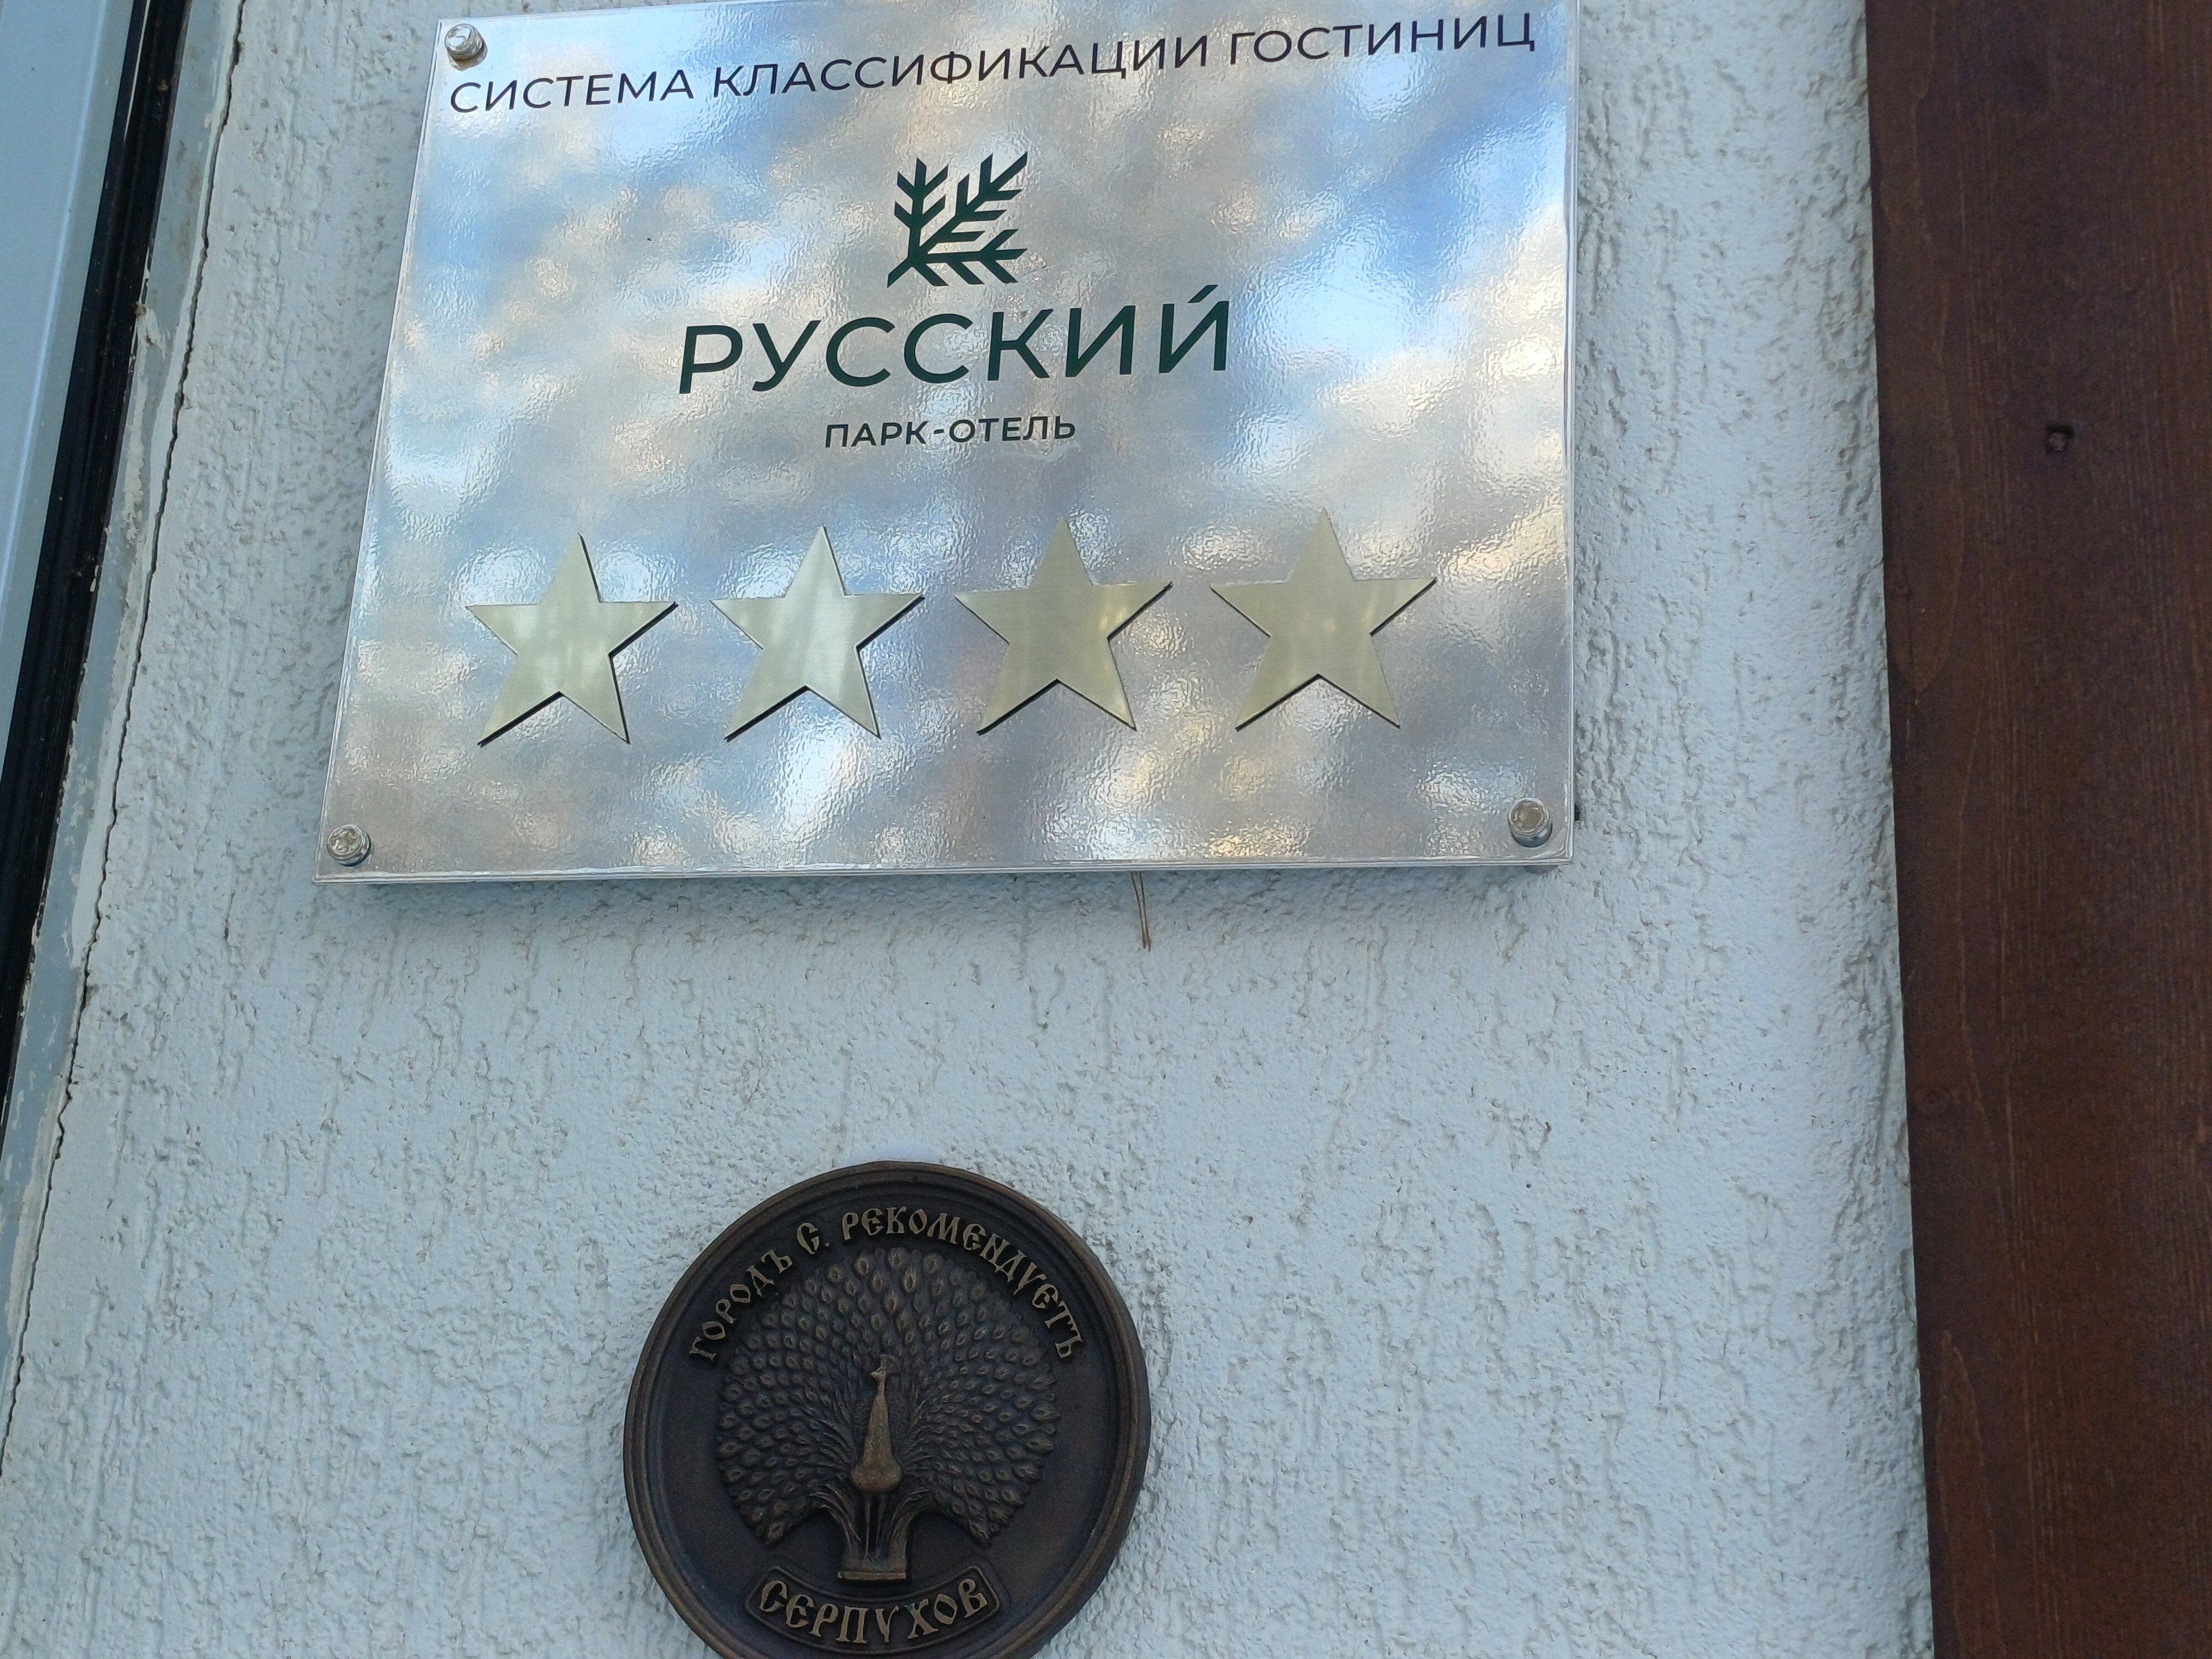 СИСТЕМА КЛАССИФИКАЦИИ ГОСТИНИЦ
РУССКИЙ
ПАРК-ОТЕЛЬ
ГОРОДЪ С. РЕКОМЕНДУЕТЪ
СЕРПУХОВ